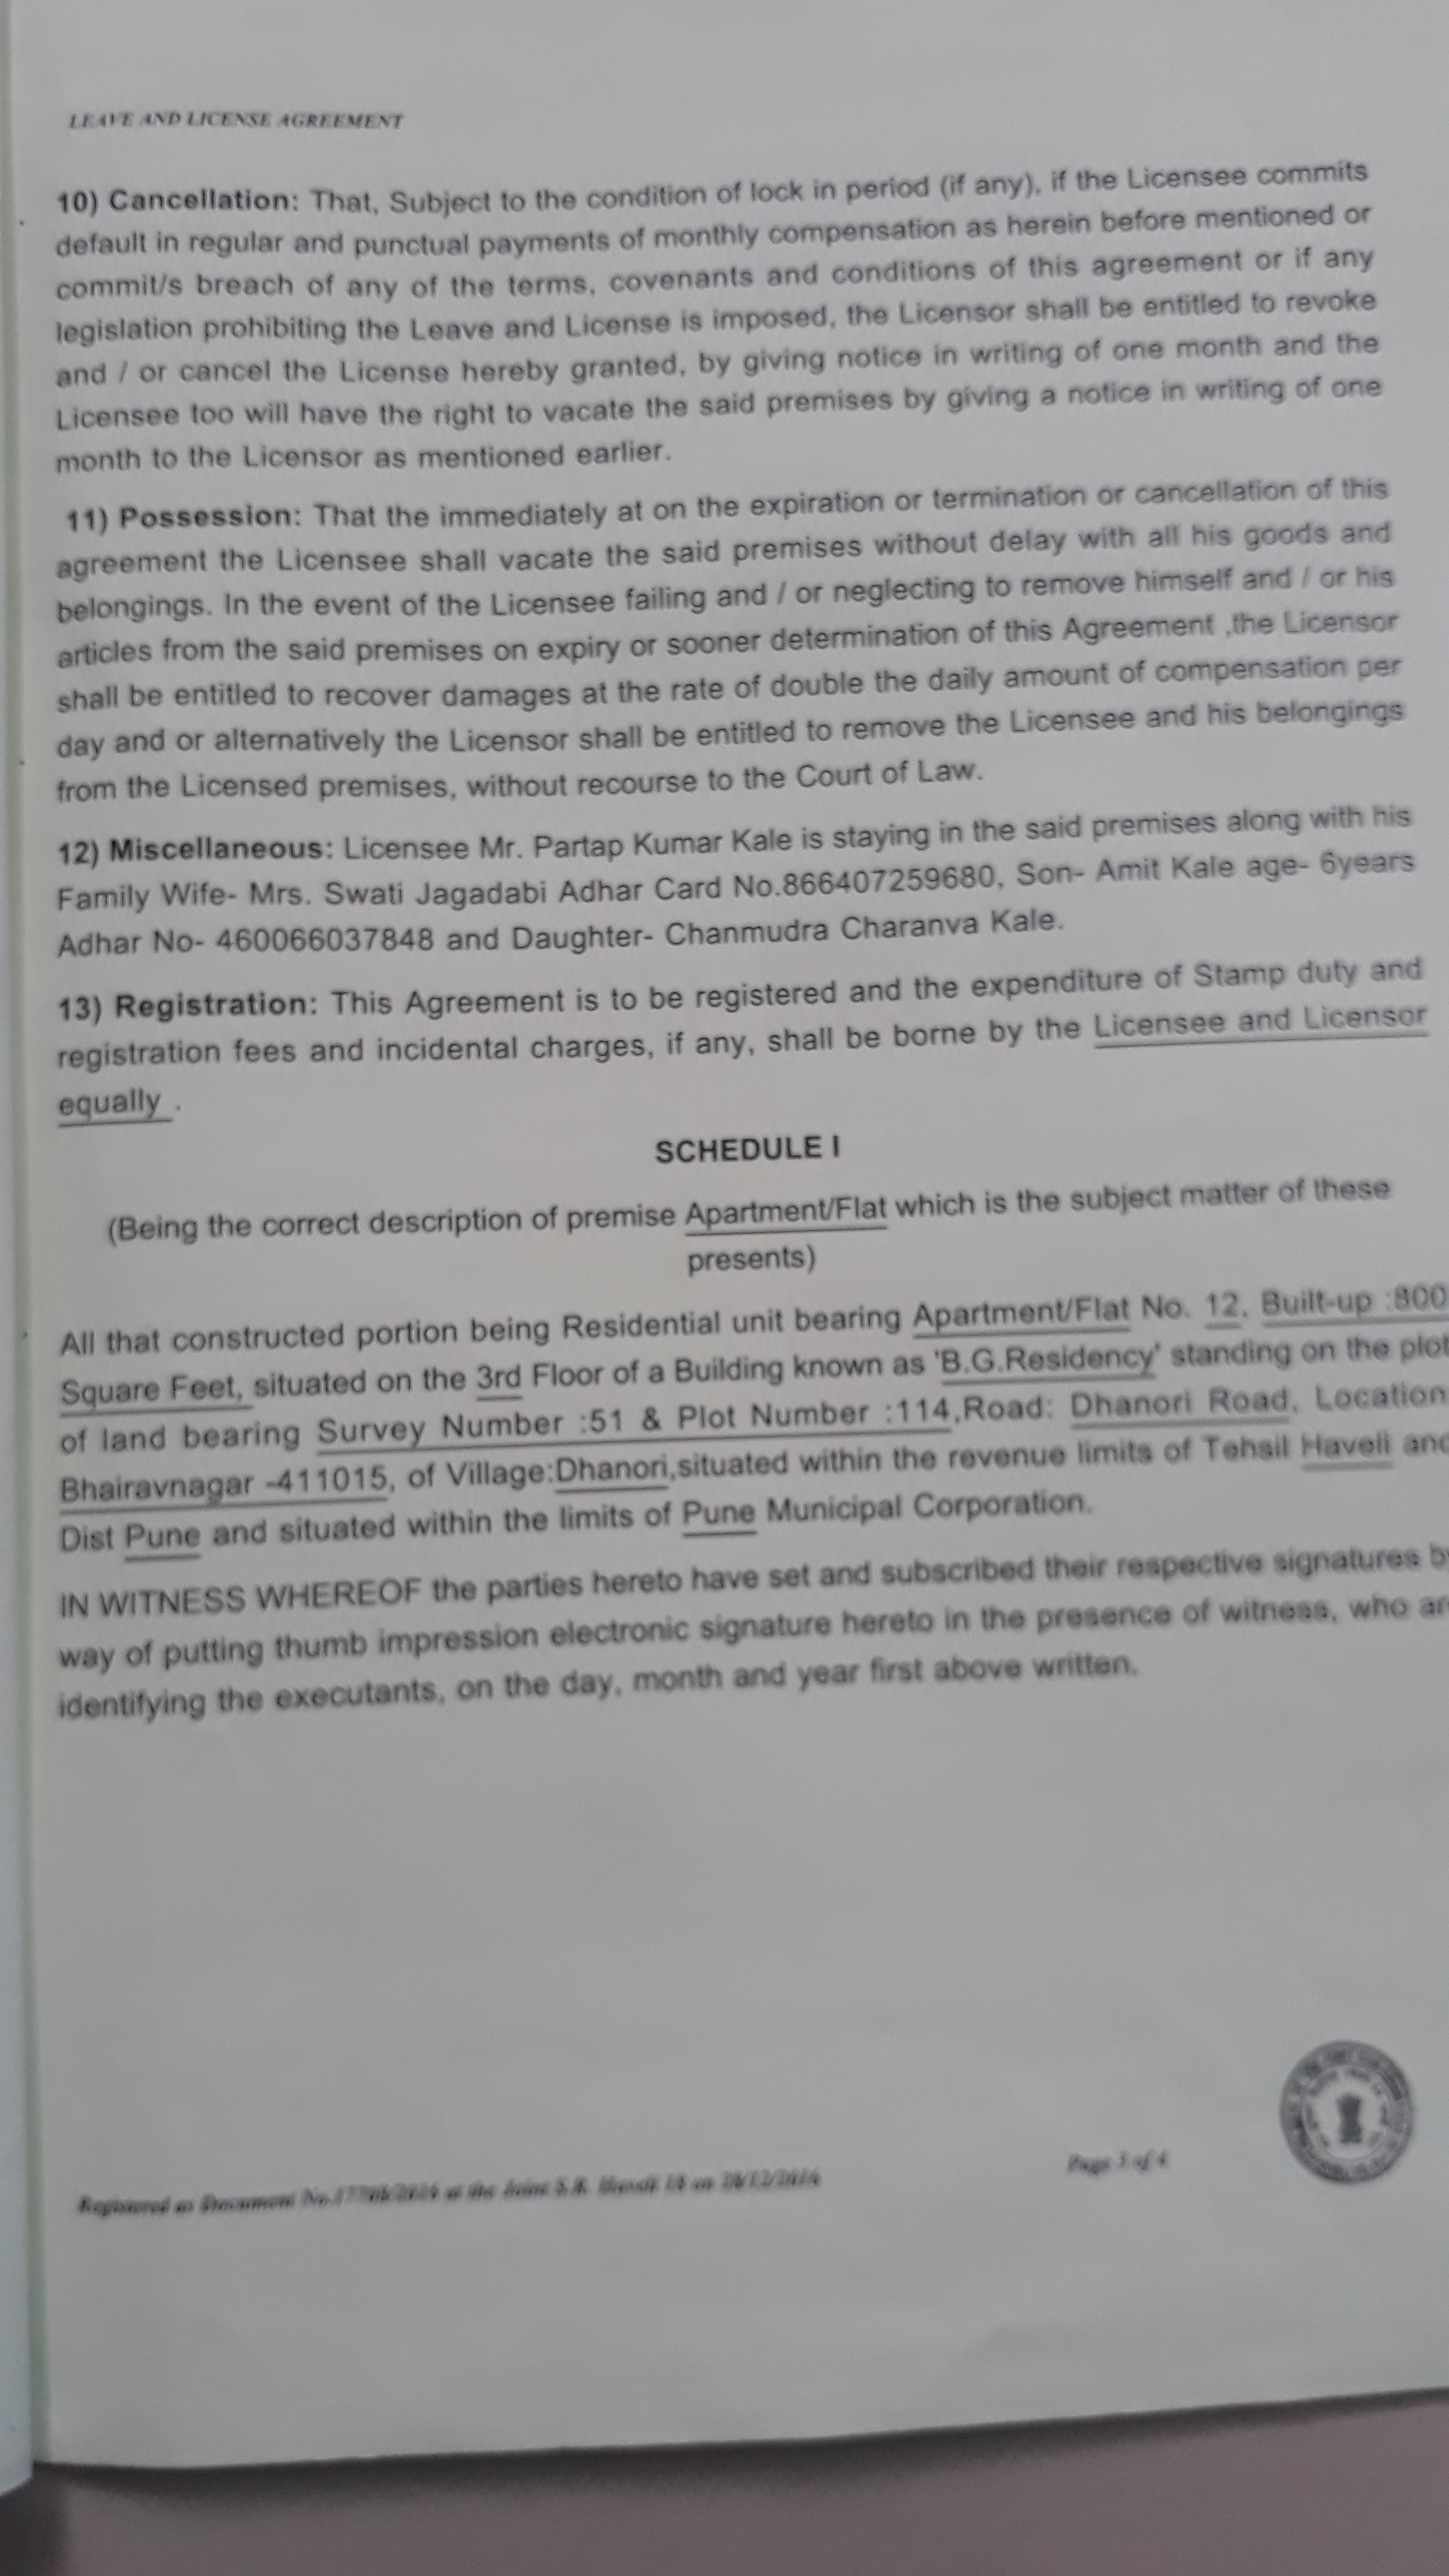 LEAVE AND LICENSE AGREEMENT
10) Cancellation: That, Subject to the condition of lock in period (if any), if the Licensee commits
default in regular and punctual payments of monthly compensation as herein before mentioned or
commit/s breach of any of the terms, covenants and conditions of this agreement or if any
legislation prohibiting the Leave and License is imposed, the Licensor shall be entitled to revoke
and / or cancel the License hereby granted, by giving notice in writing of one month and the
Licensee too will have the right to vacate the said premises by giving a notice in writing of one
month to the Licensor as mentioned earlier.
11) Possession: That the immediately at on the expiration or termination or cancellation of this
agreement the Licensee shall vacate the said premises without delay with all his goods and
belongings. In the event of the Licensee failing and / or neglecting to remove himself and / or his
articles from the said premises on expiry or sooner determination of this Agreement ,the Licensor
shall be entitled to recover damages at the rate of double the daily amount of compensation per
day and or alternatively the Licensor shall be entitled to remove the Licensee and his belongings
from the Licensed premises, without recourse to the Court of Law.
12) Miscellaneous: Licensee Mr. Partap Kumar Kale is staying in the said premises along with his
Family Wife- Mrs. Swati Jagadabi Adhar Card No.866407259680, Son- Amit Kale age- 6years
Adhar No- 460066037848 and Daughter- Chanmudra Charanva Kale.
13) Registration: This Agreement is to be registered and the expenditure of Stamp duty and
registration fees and incidental charges, if any, shall be borne by the Licensee and Licensor
equally .
SCHEDULE I
(Being the correct description of premise Apartment/Flat which is the subject matter of these
presents)
All that constructed portion being Residential unit bearing Apartment/Flat No. 12, Built-up :800
Square Feet, situated on the 3rd Floor of a Building known as 'B.G.Residency' standing on the plot
of land bearing Survey Number :51 & Plot Number :114,Road: Dhanori Road, Location
Bhairavnagar -411015, of Village:Dhanori,situated within the revenue limits of Tehsil Haveli and
Dist Pune and situated within the limits of Pune Municipal Corporation.
IN WITNESS WHEREOF the parties hereto have set and subscribed their respective signatures by
way of putting thumb impression electronic signature hereto in the presence of witness, who ar
identifying the executants, on the day, month and year first above written.
Page 3 of
Registered as Document at the Joint S.R. Haveli on